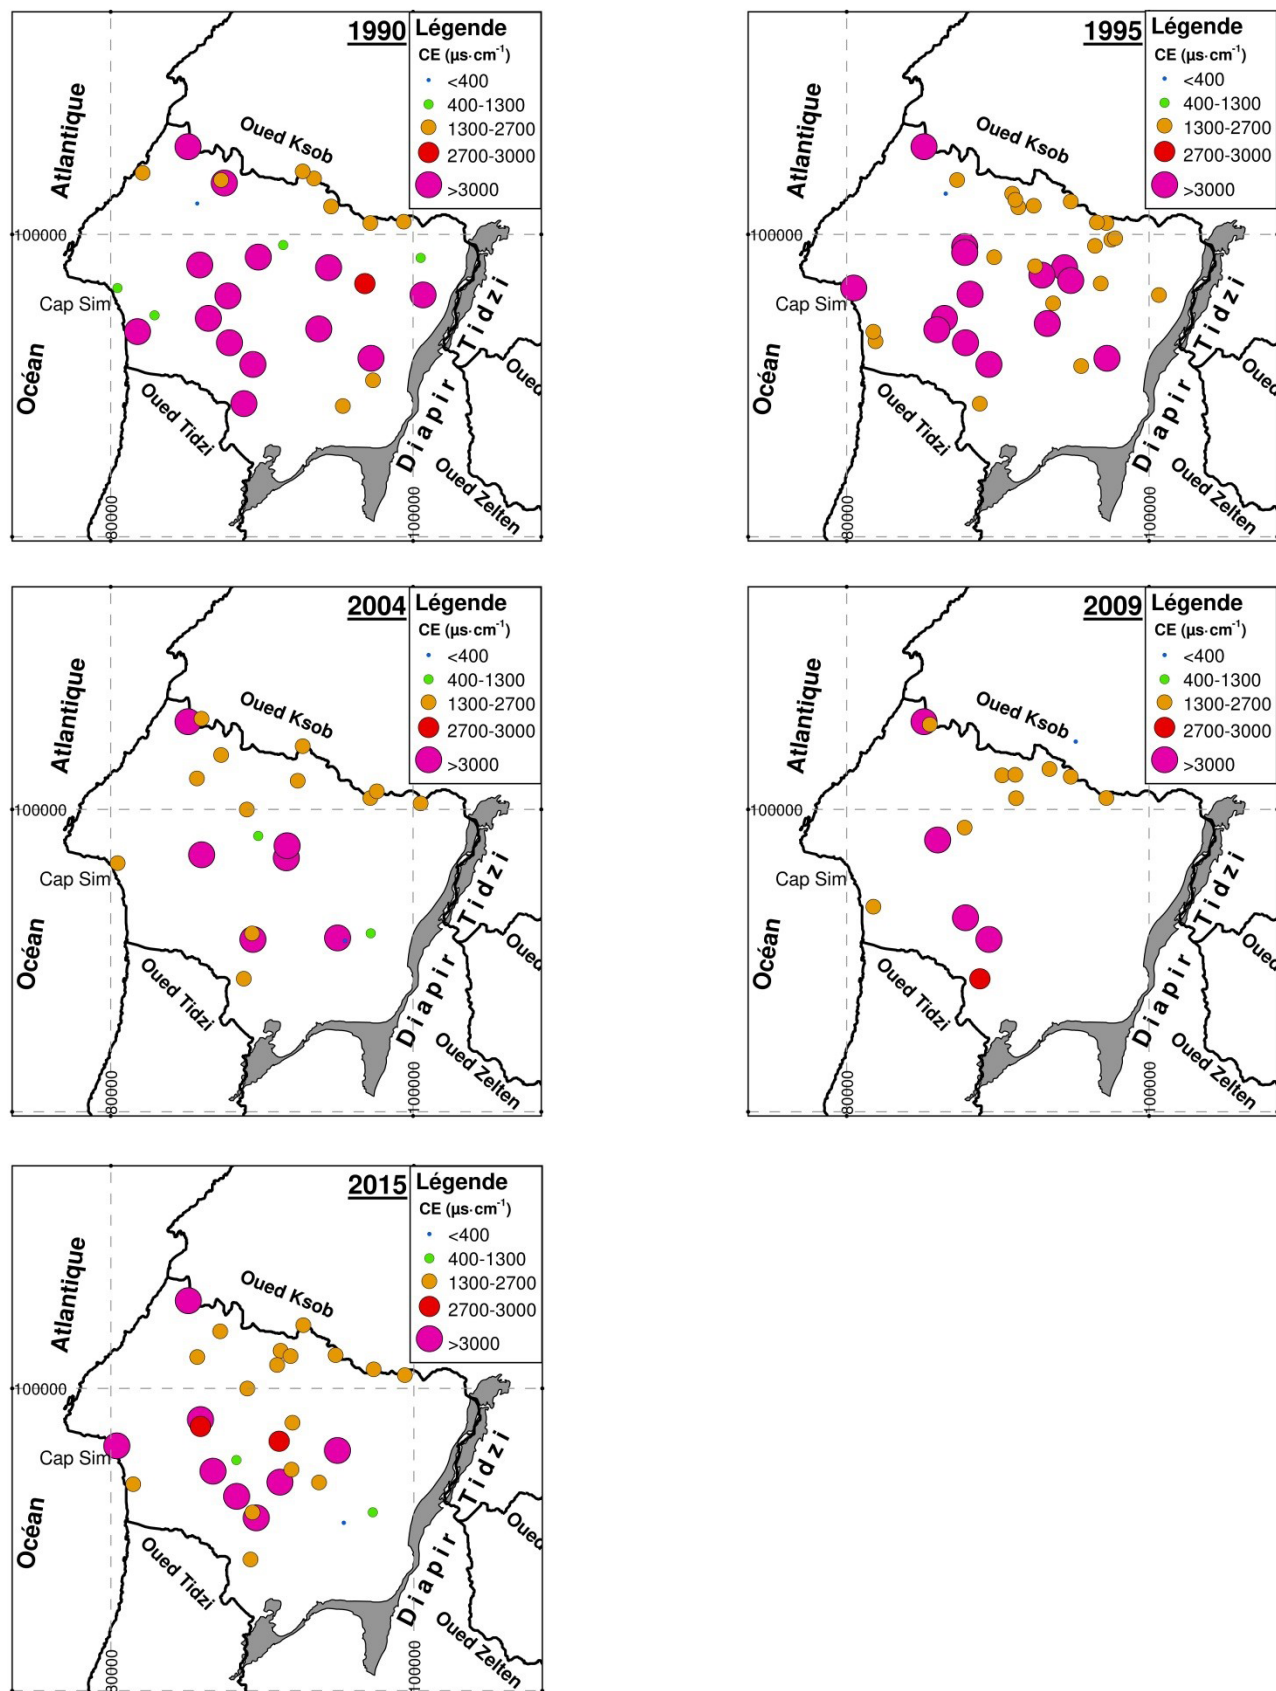 1990
Légende
CE (µs·cm⁻¹)
<400
400-1300
1300-2700
2700-3000
>3000
Atlantique
Oued Ksob
100000
Cap Sim
Océan
Oued Tidzi
Diapir Tidzi
Oued
Oued Zelten
80000
100000
1995
Légende
CE (µs·cm⁻¹)
<400
400-1300
1300-2700
2700-3000
>3000
Atlantique
Oued Ksob
100000
Cap Sim
Océan
Oued Tidzi
Diapir Tidzi
Oued
Oued Zelten
80000
100000
2004
Légende
CE (µs·cm⁻¹)
<400
400-1300
1300-2700
2700-3000
>3000
Atlantique
Oued Ksob
100000
Cap Sim
Océan
Oued Tidzi
Diapir Tidzi
Oued
Oued Zelten
80000
100000
2009
Légende
CE (µs·cm⁻¹)
<400
400-1300
1300-2700
2700-3000
>3000
Atlantique
Oued Ksob
100000
Cap Sim
Océan
Oued Tidzi
Diapir Tidzi
Oued
Oued Zelten
80000
100000
2015
Légende
CE (µs·cm⁻¹)
<400
400-1300
1300-2700
2700-3000
>3000
Atlantique
Oued Ksob
100000
Cap Sim
Océan
Oued Tidzi
Diapir Tidzi
Oued
Oued Zelten
80000
100000